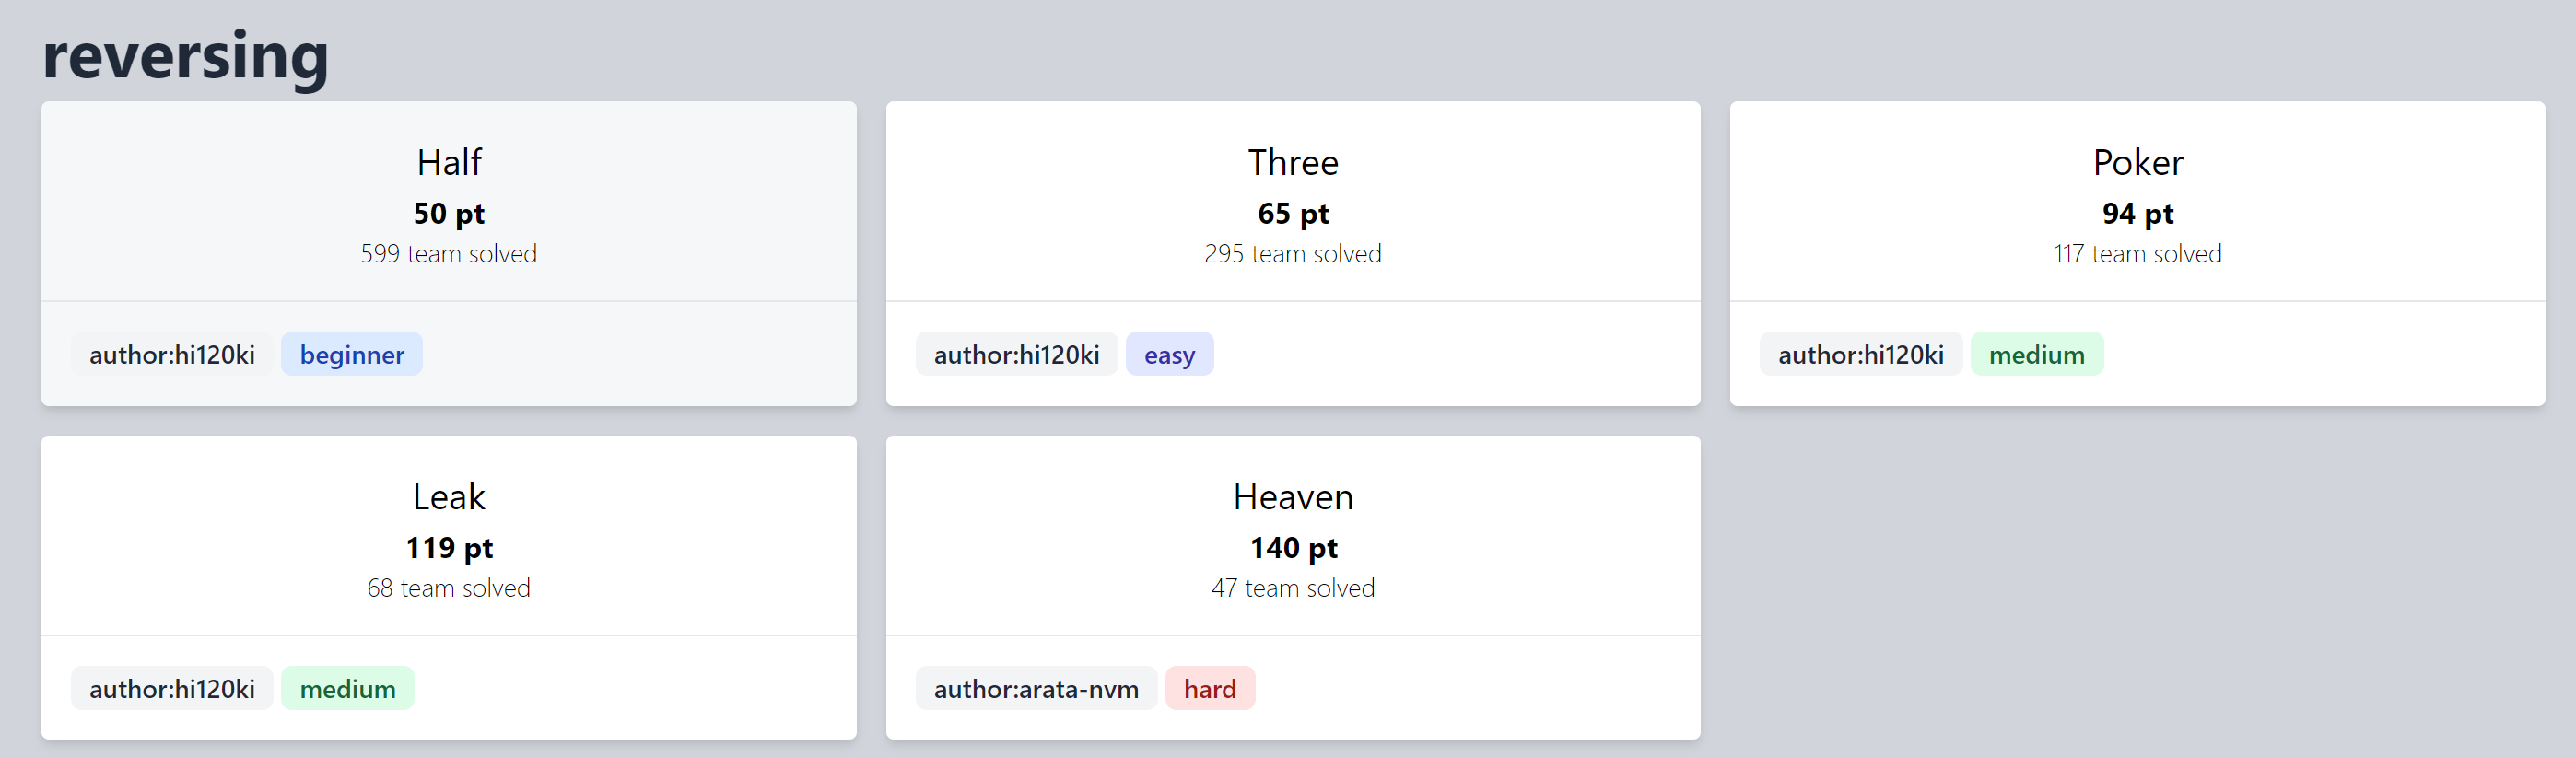 reversing
Half
50 pt
599 team solved
author:hi120ki beginner
Three
65 pt
295 team solved
author:hi120ki easy
Poker
94 pt
117 team solved
author:hi120ki medium
Leak
119 pt
68 team solved
author:hi120ki medium
Heaven
140 pt
47 team solved
author:arata-nvm hard